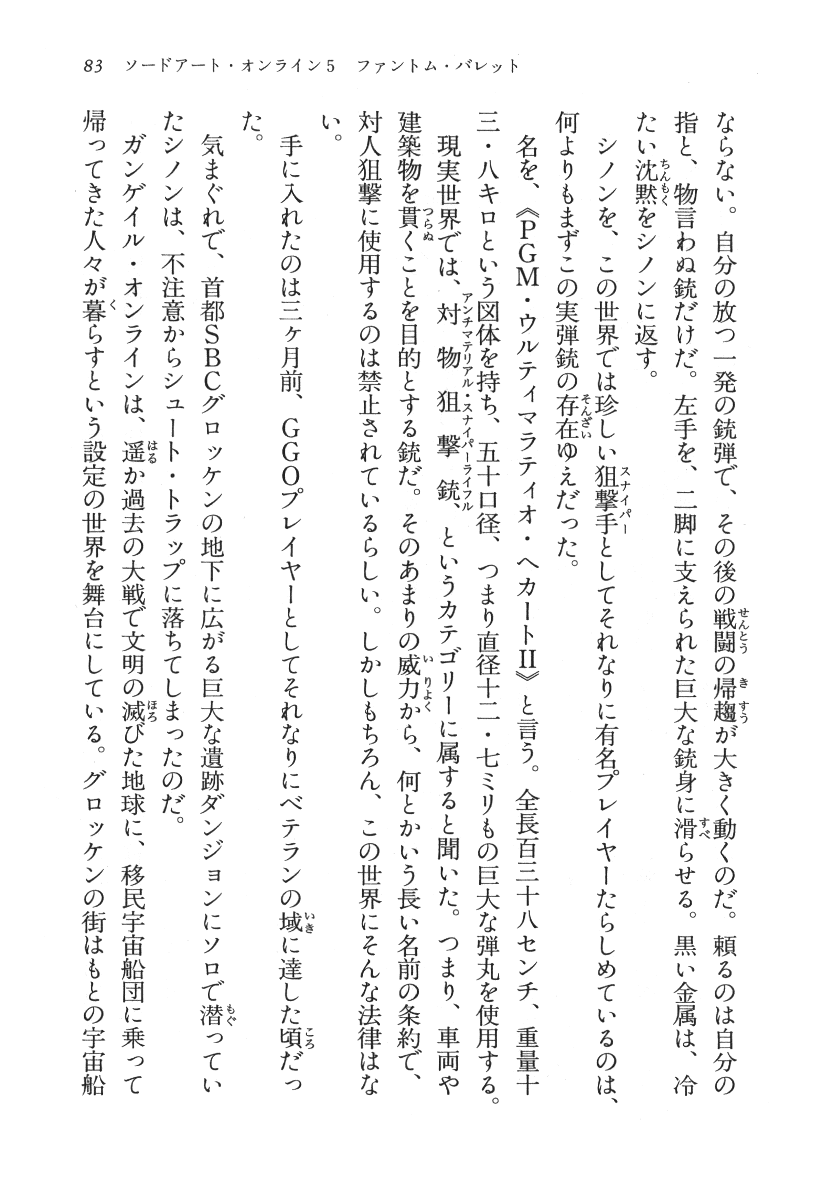 83　ソードアート・オンライン5　ファントム・バレット
ならない。自分の放つ一発の銃弾で、その後の戦闘の帰趨が大きく動くのだ。頼るのは自分の
指と、物言わぬ銃だけだ。左手を、二脚に支えられた巨大な銃身に滑らせる。黒い金属は、冷
たい沈黙をシノンに返す。
　シノンを、この世界では珍しい狙撃手としてそれなりに有名プレイヤーたらしめているのは、
何よりもまずこの実弾銃の存在ゆえだった。
　名を、《ＰＧＭ・ウルティマラティオ・ヘカートⅡ》と言う。全長百三十八センチ、重量十
三・八キロという図体を持ち、五十口径、つまり直径十二・七ミリもの巨大な弾丸を使用する。
　現実世界では、対物狙撃銃、というカテゴリーに属すると聞いた。つまり、車両や
建築物を貫くことを目的とする銃だ。そのあまりの威力から、何とかいう長い名前の条約で、
対人狙撃に使用するのは禁止されているらしい。しかしもちろん、この世界にそんな法律はな
い。
　手に入れたのは三ヶ月前、ＧＧＯプレイヤーとしてそれなりにベテランの域に達した頃だっ
た。
　気まぐれで、首都ＳＢＣグロッケンの地下に広がる巨大な遺跡ダンジョンにソロで潜ってい
たシノンは、不注意からシュート・トラップに落ちてしまったのだ。
　ガンゲイル・オンラインは、遥か過去の大戦で文明の滅びた地球に、移民宇宙船団に乗って
帰ってきた人々が暮らすという設定の世界を舞台にしている。グロッケンの街はもとの宇宙船